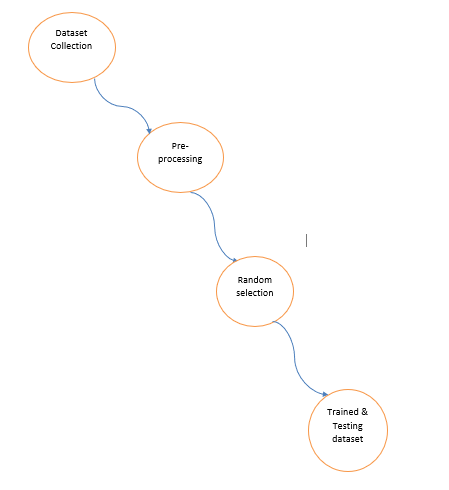 Dataset
Collection
Pre-
processing
Random
selection
Trained &
Testing
dataset